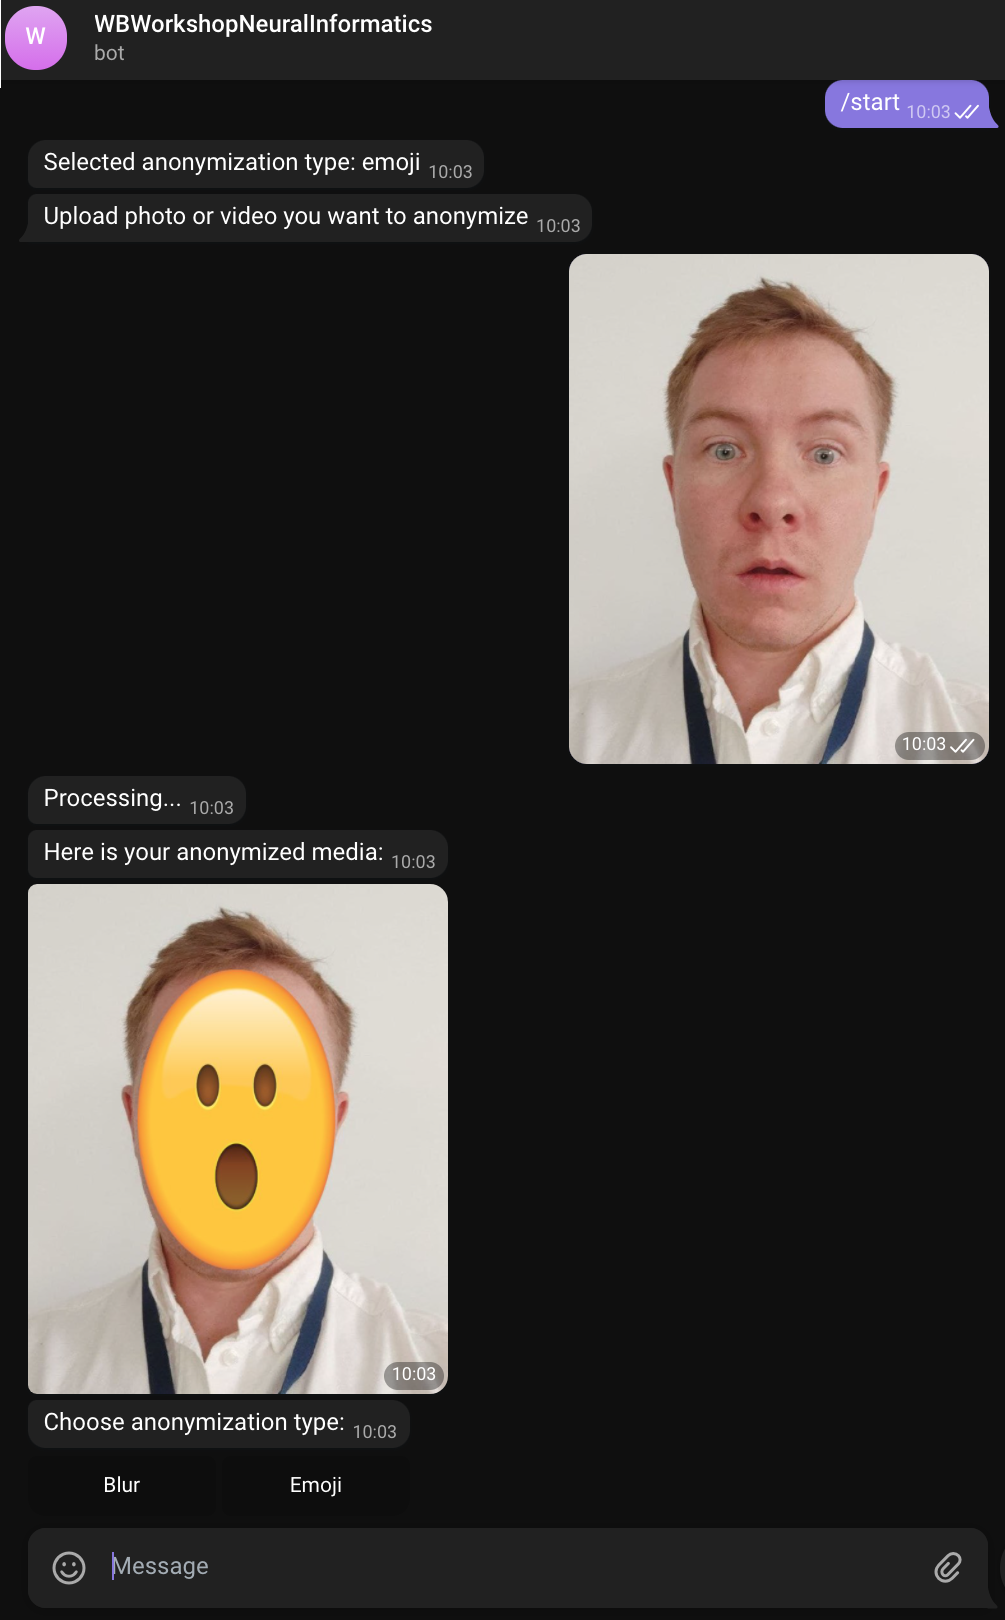 W
WBWorkshopNeuralInformatics
bot
/start 10:03
Selected anonymization type: emoji 10:03
Upload photo or video you want to anonymize 10:03
10:03
Processing... 10:03
Here is your anonymized media: 10:03
10:03
Choose anonymization type: 10:03
Blur Emoji
Message